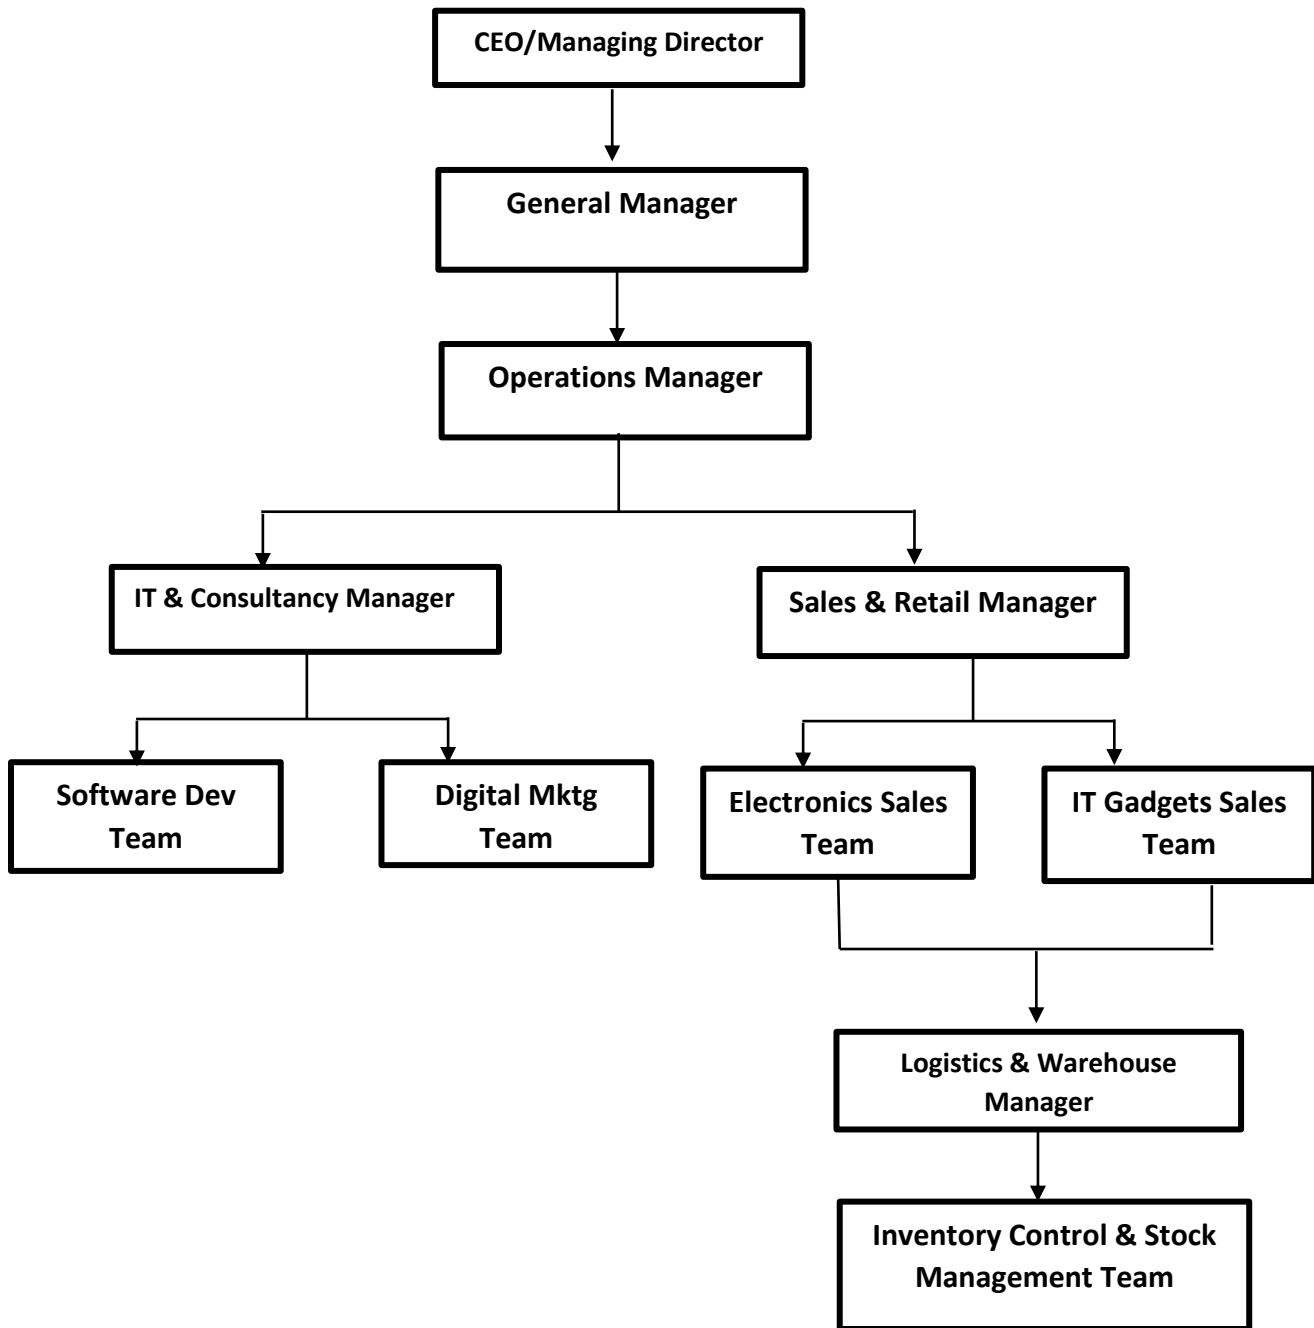 CEO/Managing Director
General Manager
Operations Manager
IT & Consultancy Manager
Sales & Retail Manager
Software Dev
Team
Digital Mktg
Team
Electronics Sales
Team
IT Gadgets Sales
Team
Logistics & Warehouse
Manager
Inventory Control & Stock
Management Team